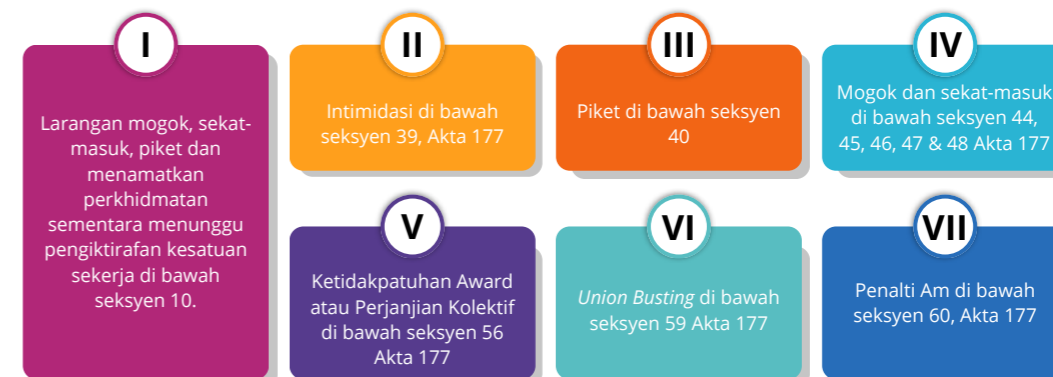 I
Larangan mogok, sekat-
masuk, piket dan
menamatkan
perkhidmatan
sementara menunggu
pengiktirafan kesatuan
sekerja di bawah
seksyen 10.
II
Intimidasi di bawah
seksyen 39, Akta 177
III
Piket di bawah seksyen
40
IV
Mogok dan sekat-masuk
di bawah seksyen 44,
45, 46, 47 & 48 Akta 177
V
Ketidakpatuhan Award
atau Perjanjian Kolektif
di bawah seksyen 56
Akta 177
VI
Union Busting di bawah
seksyen 59 Akta 177
VII
Penalti Am di bawah
seksyen 60, Akta 177